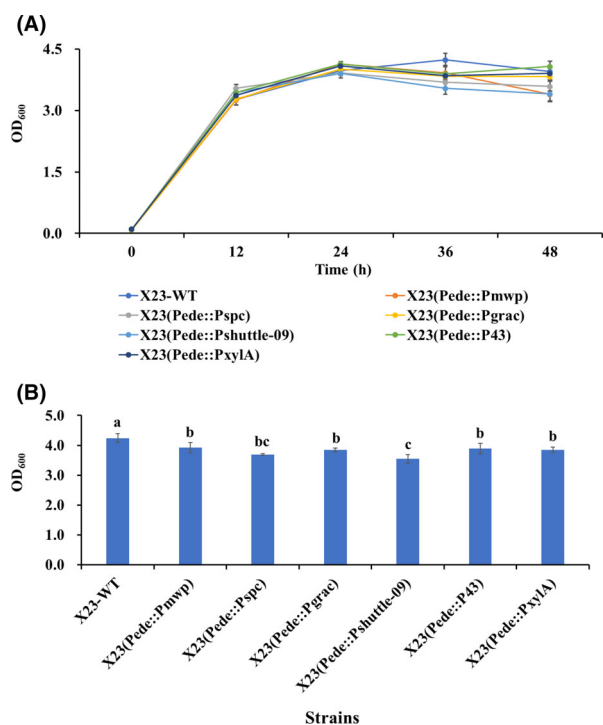 (A)
4.5
3.0
1.5
0.0
OD600
0 12 24 36 48
Time (h)
X23-WT X23(Pede::Pmwp)
X23(Pede::Pspc) X23(Pede::Pgrac)
X23(Pede::Pshuttle-09) X23(Pede::P43)
X23(Pede::PxylA)
(B)
5.0
4.0
3.0
2.0
1.0
0.0
OD600
a b bc b c b b
X23-WT
X23(Pede::Pmwp)
X23(Pede::Pspc)
X23(Pede::Pgrac)
X23(Pede::Pshuttle-09)
X23(Pede::P43)
X23(Pede::PxylA)
Strains